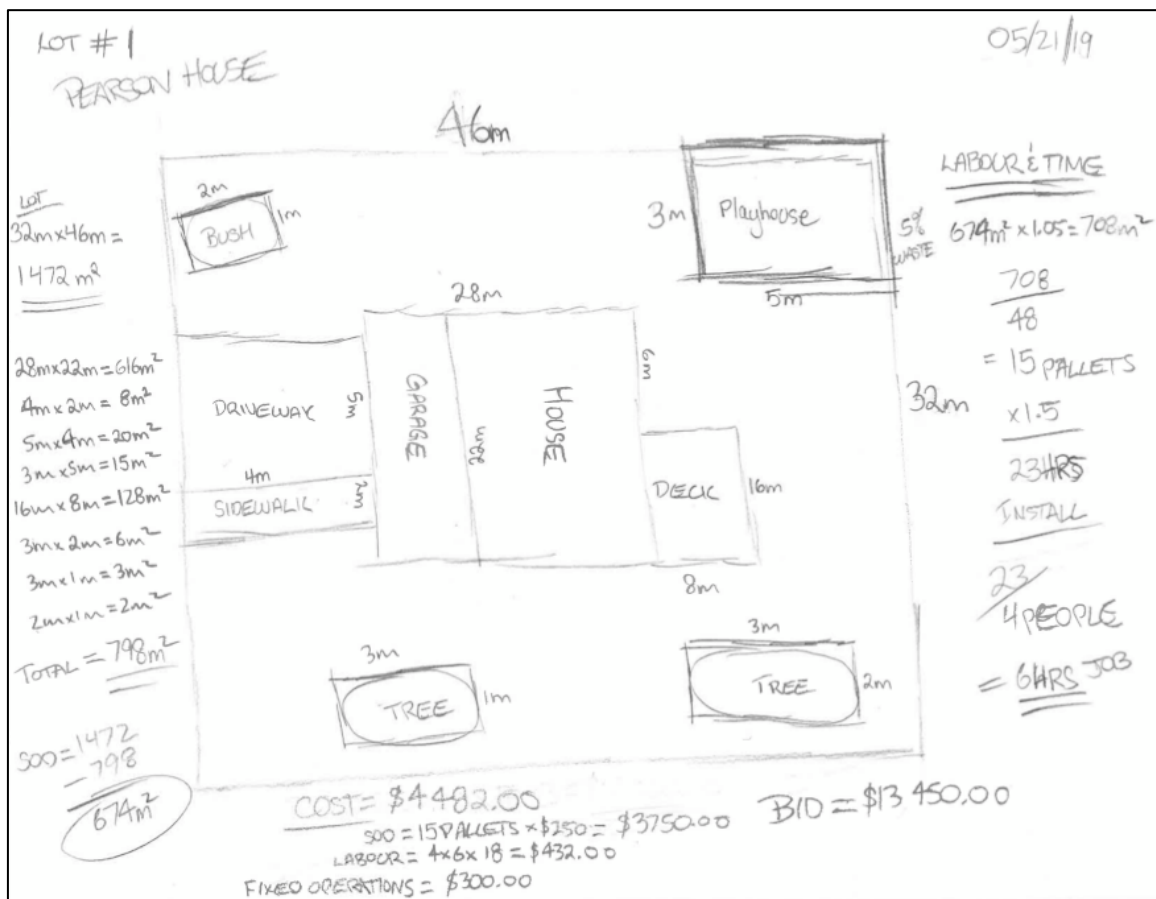 LOT # 1
PEARSON HOUSE
05/21/19
46m
LOT
32m x 46m =
1472 m²
28m x 22m = 616m²
4m x 2m = 8m²
5m x 4m = 20m²
3m x 5m = 15m²
16m x 8m = 128m²
3m x 2m = 6m²
3m x 1m = 3m²
2m x 1m = 2m²
TOTAL = 798m²
SOD = 1472
- 798
674m²
2m
1m
BUSH
3m
Playhouse
5m
28m
DRIVEWAY
5m
GARAGE
22m
HOUSE
6m
32m
4m
SIDEWALK
2m
DECK
16m
8m
3m
1m
TREE
3m
TREE
2m
LABOUR & TIME
5% WASTE
674m² x 1.05 = 708m²
708
48
= 15 PALLETS
x1.5
23HRS
INSTALL
23/
4 PEOPLE
= 6HRS JOB
COST = $4482.00
SOD = 15 PALLETS x $250 = $3750.00
LABOUR = 4x6x18 = $432.00
FIXED OPERATIONS = $300.00
BID = $13 450.00